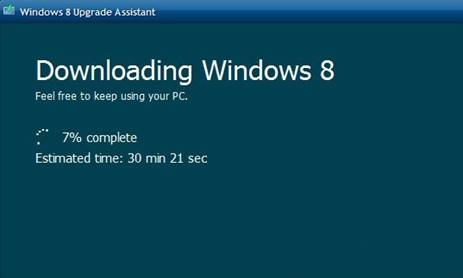 Windows 8 Upgrade Assistant
Downloading Windows 8
Feel free to keep using your PC.
7% complete
Estimated time: 30 min 21 sec